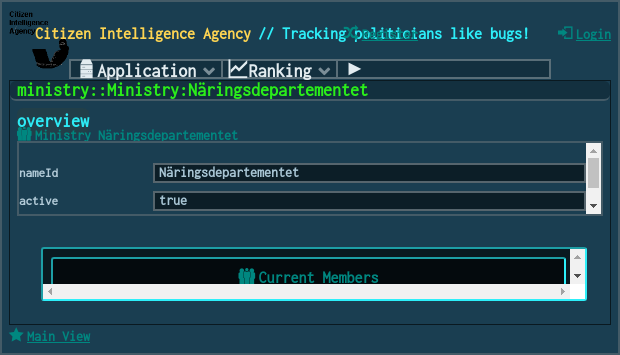 Citizen
Intelligence
Agency
Citizen Intelligence Agency // Tracking politicians like bugs!
Login
Application
Ranking
ministry::Ministry:Näringsdepartementet
overview
Ministry Näringsdepartementet
nameId
Näringsdepartementet
active
true
Current Members
Main View